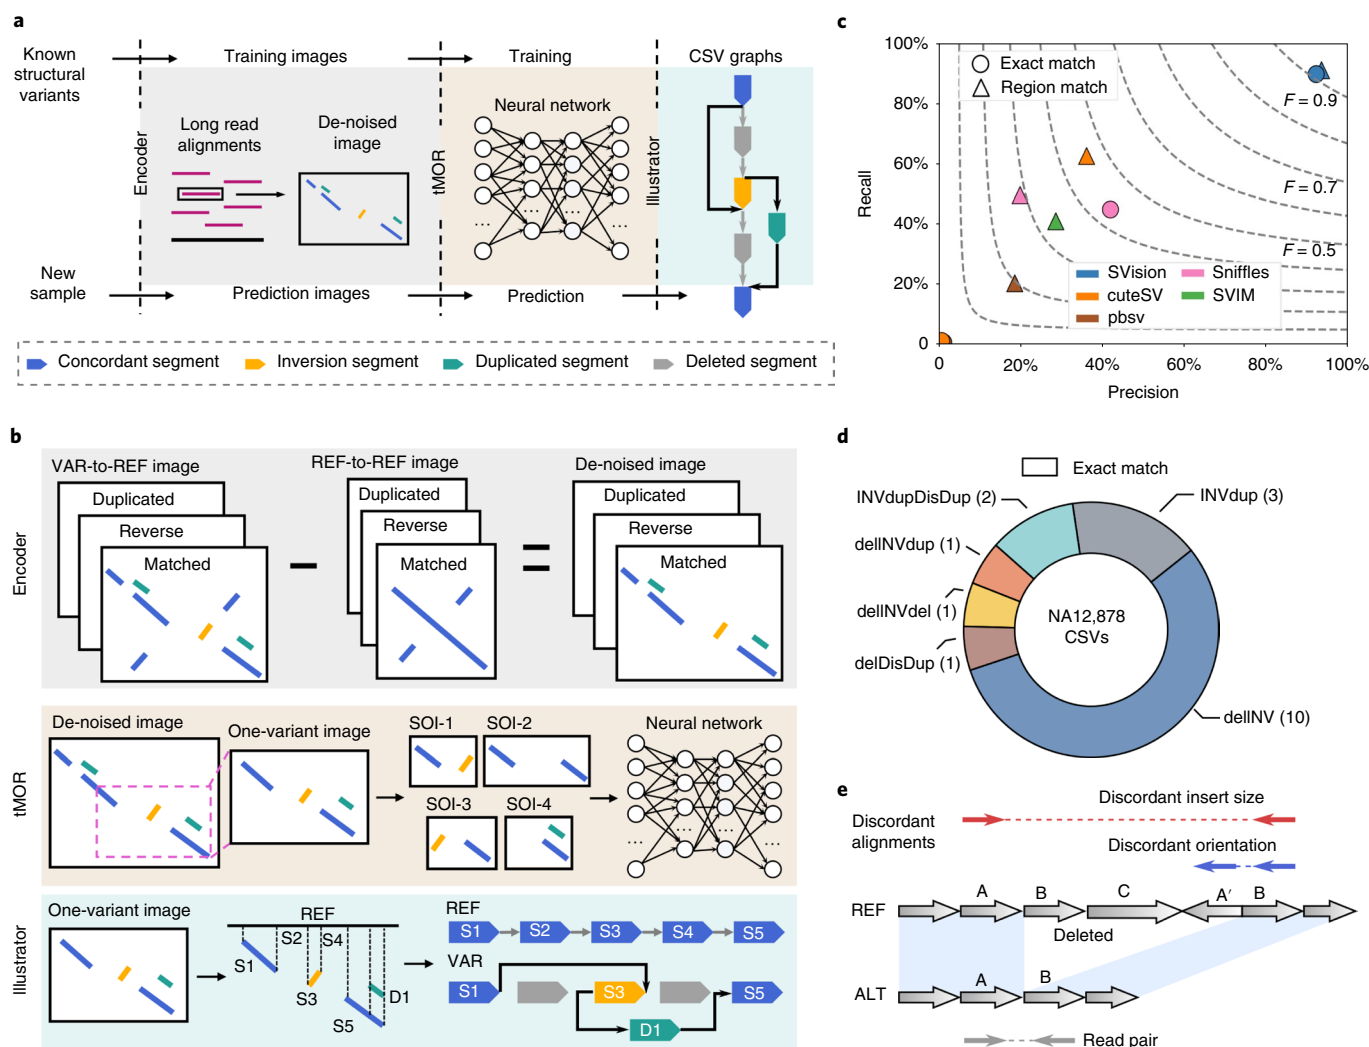 a
Known
structural
variants
Training images
Training
CSV graphs
Encoder
Long read
alignments
De-noised
image
tMOR
Neural network
...
...
...
...
Illustrator
New
sample
Prediction images
Prediction
Concordant segment
Inversion segment
Duplicated segment
Deleted segment
c
100%
80%
60%
40%
20%
0
Recall
Exact match
Region match
F = 0.9
F = 0.7
F = 0.5
SVision
Sniffles
cuteSV
SVIM
pbsv
0
20%
40%
60%
80%
100%
Precision
b
Encoder
VAR-to-REF image
REF-to-REF image
De-noised image
Duplicated
Reverse
Matched
Duplicated
Reverse
Matched
Duplicated
Reverse
Matched
tMOR
De-noised image
One-variant image
SOI-1
SOI-2
SOI-3
SOI-4
Neural network
...
...
...
...
Illustrator
One-variant image
REF
S1
S2
S3
S4
S5
D1
REF
S1
S2
S3
S4
S5
VAR
S1
S3
S5
D1
d
Exact match
INVdupDisDup (2)
INVdup (3)
delINVdup (1)
delINVdel (1)
delDisDup (1)
delINV (10)
NA12,878
CSVs
e
Discordant insert size
Discordant
alignments
Discordant orientation
A
B
C
A′
B
REF
Deleted
A
B
ALT
Read pair